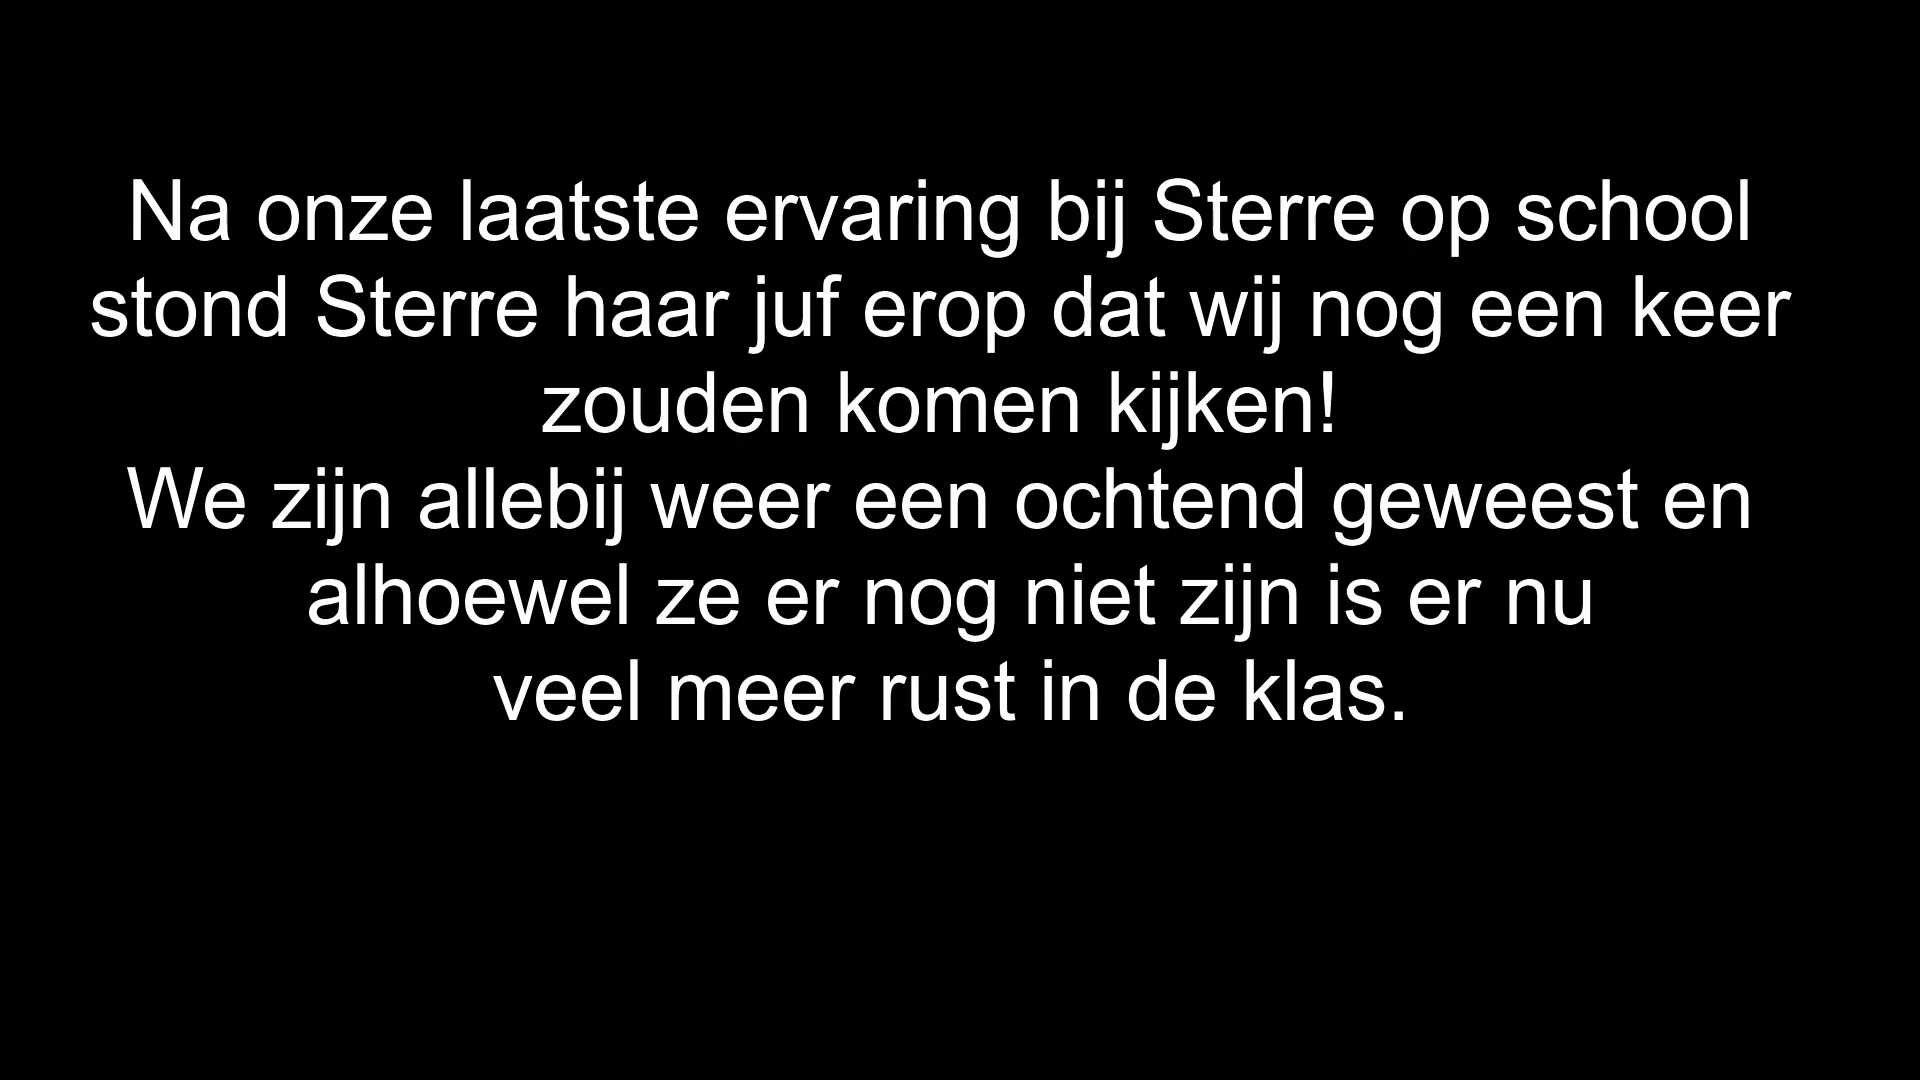 Na onze laatste ervaring bij Sterre op school
stond Sterre haar juf erop dat wij nog een keer
zouden komen kijken!
We zijn allebij weer een ochtend geweest en
alhoewel ze er nog niet zijn is er nu
veel meer rust in de klas.